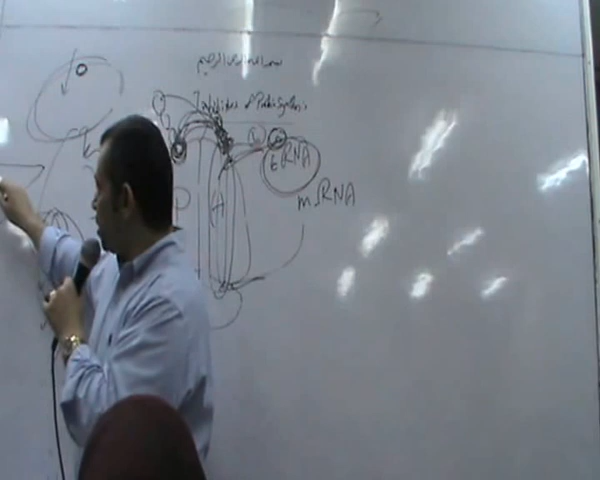 بسم الله الرحمن الرحيم
Inhibitors of Protein Synthesis
tRNA
mRNA
P
A